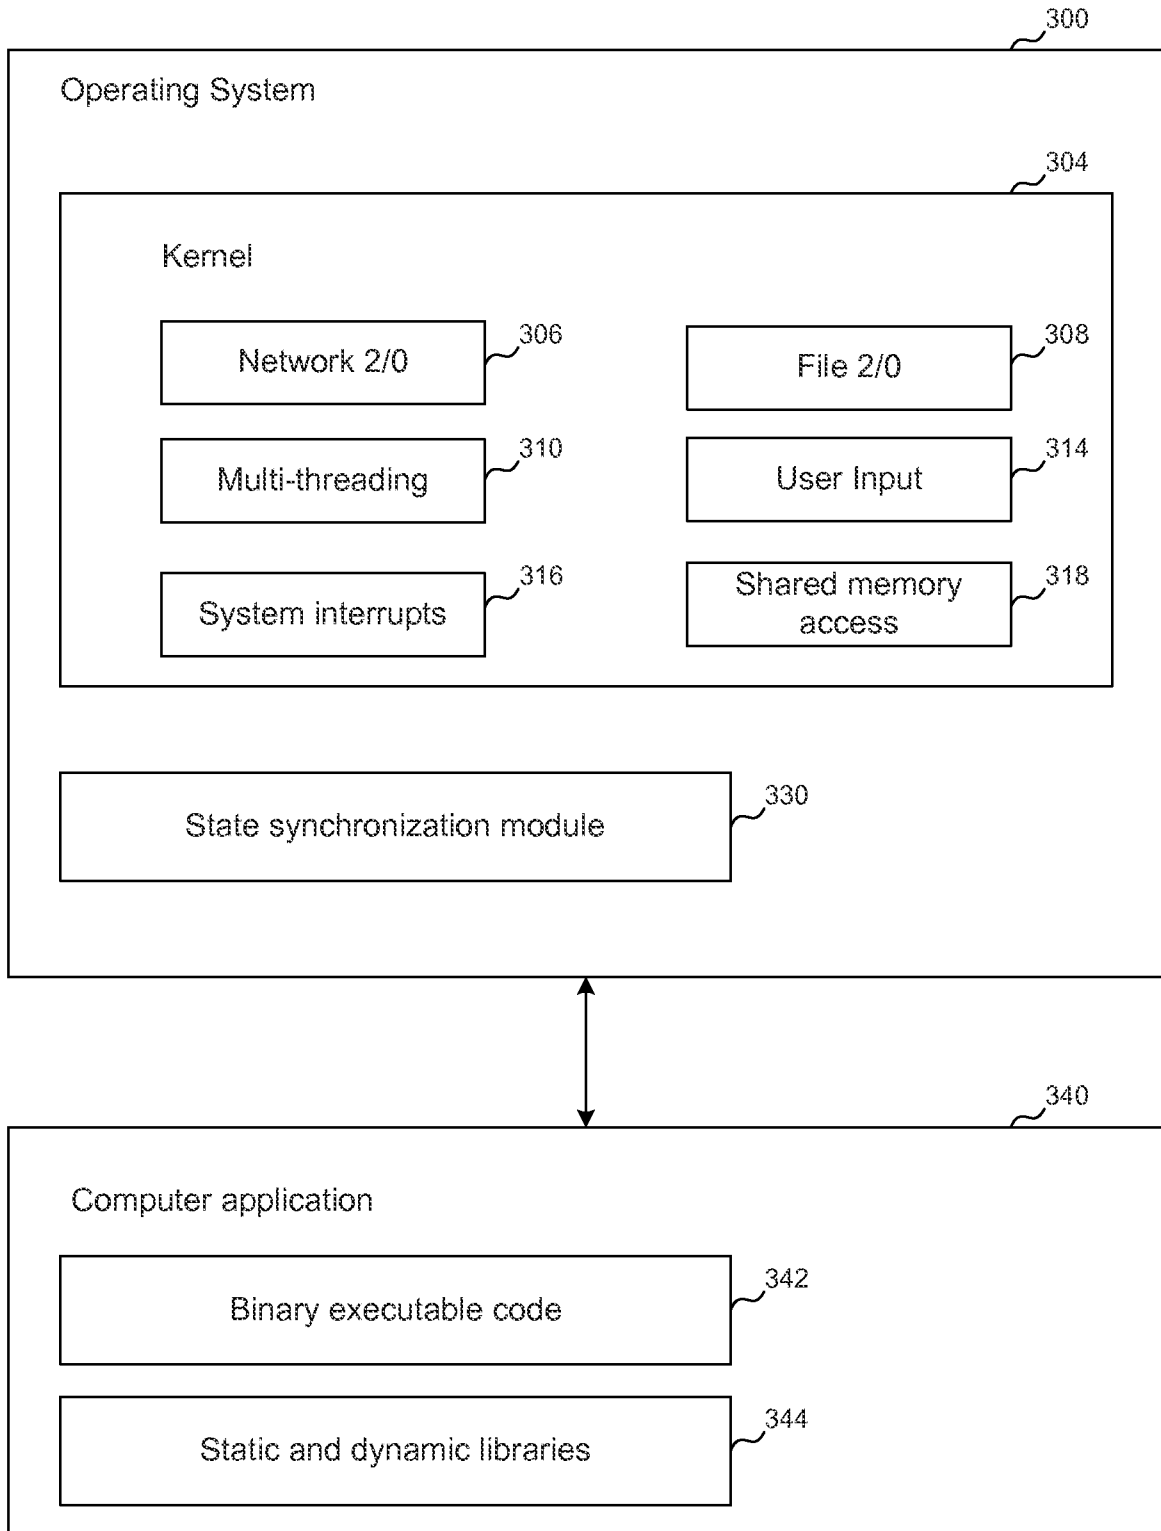 300
Operating System
304
Kernel
Network 2/0
306
File 2/0
308
Multi-threading
310
User Input
314
System interrupts
316
Shared memory
access
318
State synchronization module
330
340
Computer application
Binary executable code
342
Static and dynamic libraries
344